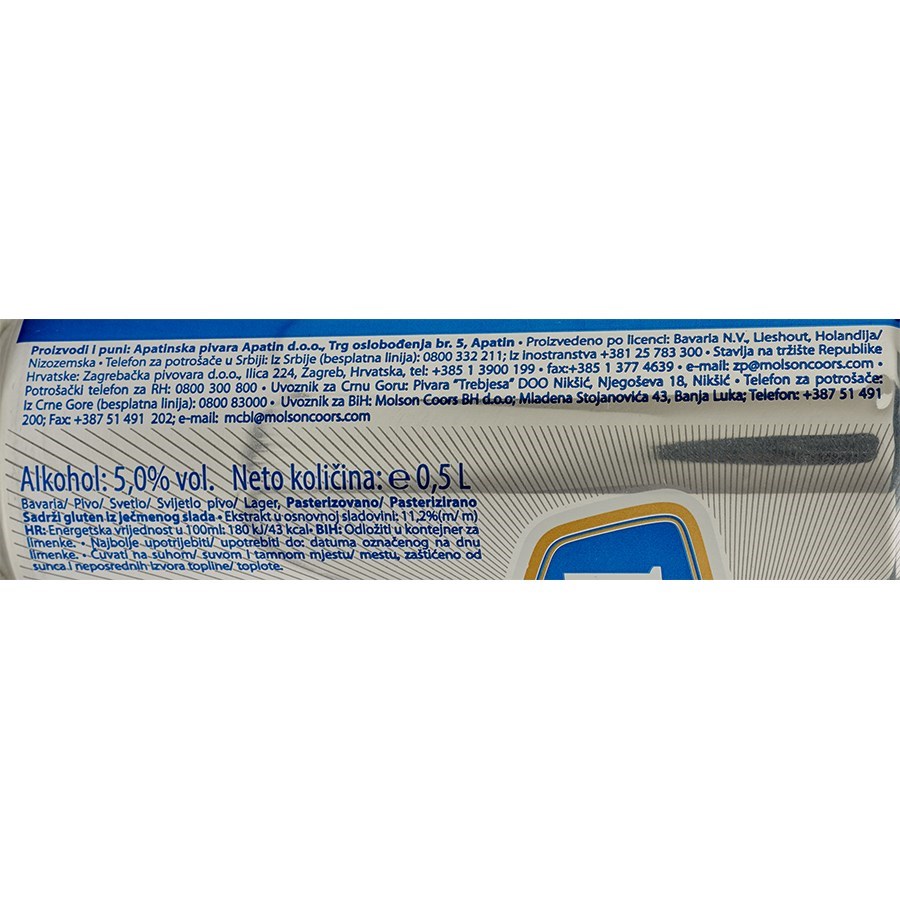 Proizvodi i puni: Apatinska pivara Apatin d.o.o., Trg oslobođenja br. 5, Apatin • Proizvedeno po licenci: Bavaria N.V., Lieshout, Holandija/
Nizozemska • Telefon za potrošače u Srbiji: Iz Srbije (besplatna linija): 0800 332 211; Iz inostranstva +381 25 783 300 • Stavlja na tržište Republike
Hrvatske: Zagrebačka pivovara d.o.o., Ilica 224, Zagreb, Hrvatska, tel: +385 1 3900 199 • fax:+385 1 377 4639 • e-mail: zp@molsoncoors.com •
Potrošački telefon za RH: 0800 300 800 • Uvoznik za Crnu Goru: Pivara "Trebjesa" DOO Nikšić, Njegoševa 18, Nikšić • Telefon za potrošače:
Iz Crne Gore (besplatna linija): 0800 83000 • Uvoznik za BiH: Molson Coors BH d.o.o; Mladena Stojanovića 43, Banja Luka; Telefon: +387 51 491
200; Fax: +387 51 491 202; e-mail: mcbl@molsoncoors.com
Alkohol: 5,0% vol. Neto količina: ℮ 0,5 L
Bavaria/ Pivo/ Svetlo/ Svijetlo pivo/ Lager, Pasterizovano/ Pasterizirano
Sadrži gluten iz ječmenog slada • Ekstrakt u osnovnoj sladovini: 11,2%(m/m)
HR: Energetska vrijednost u 100ml: 180 kJ/43 kcal • BIH: Odložiti u kontejner za
limenke. • Najbolje upotrijebiti/ upotrebiti do: datuma označenog na dnu
limenke. • Čuvati na suhom/ suvom i tamnom mjestu/ mestu, zaštićeno od
sunca i neposrednih izvora topline/ toplote.